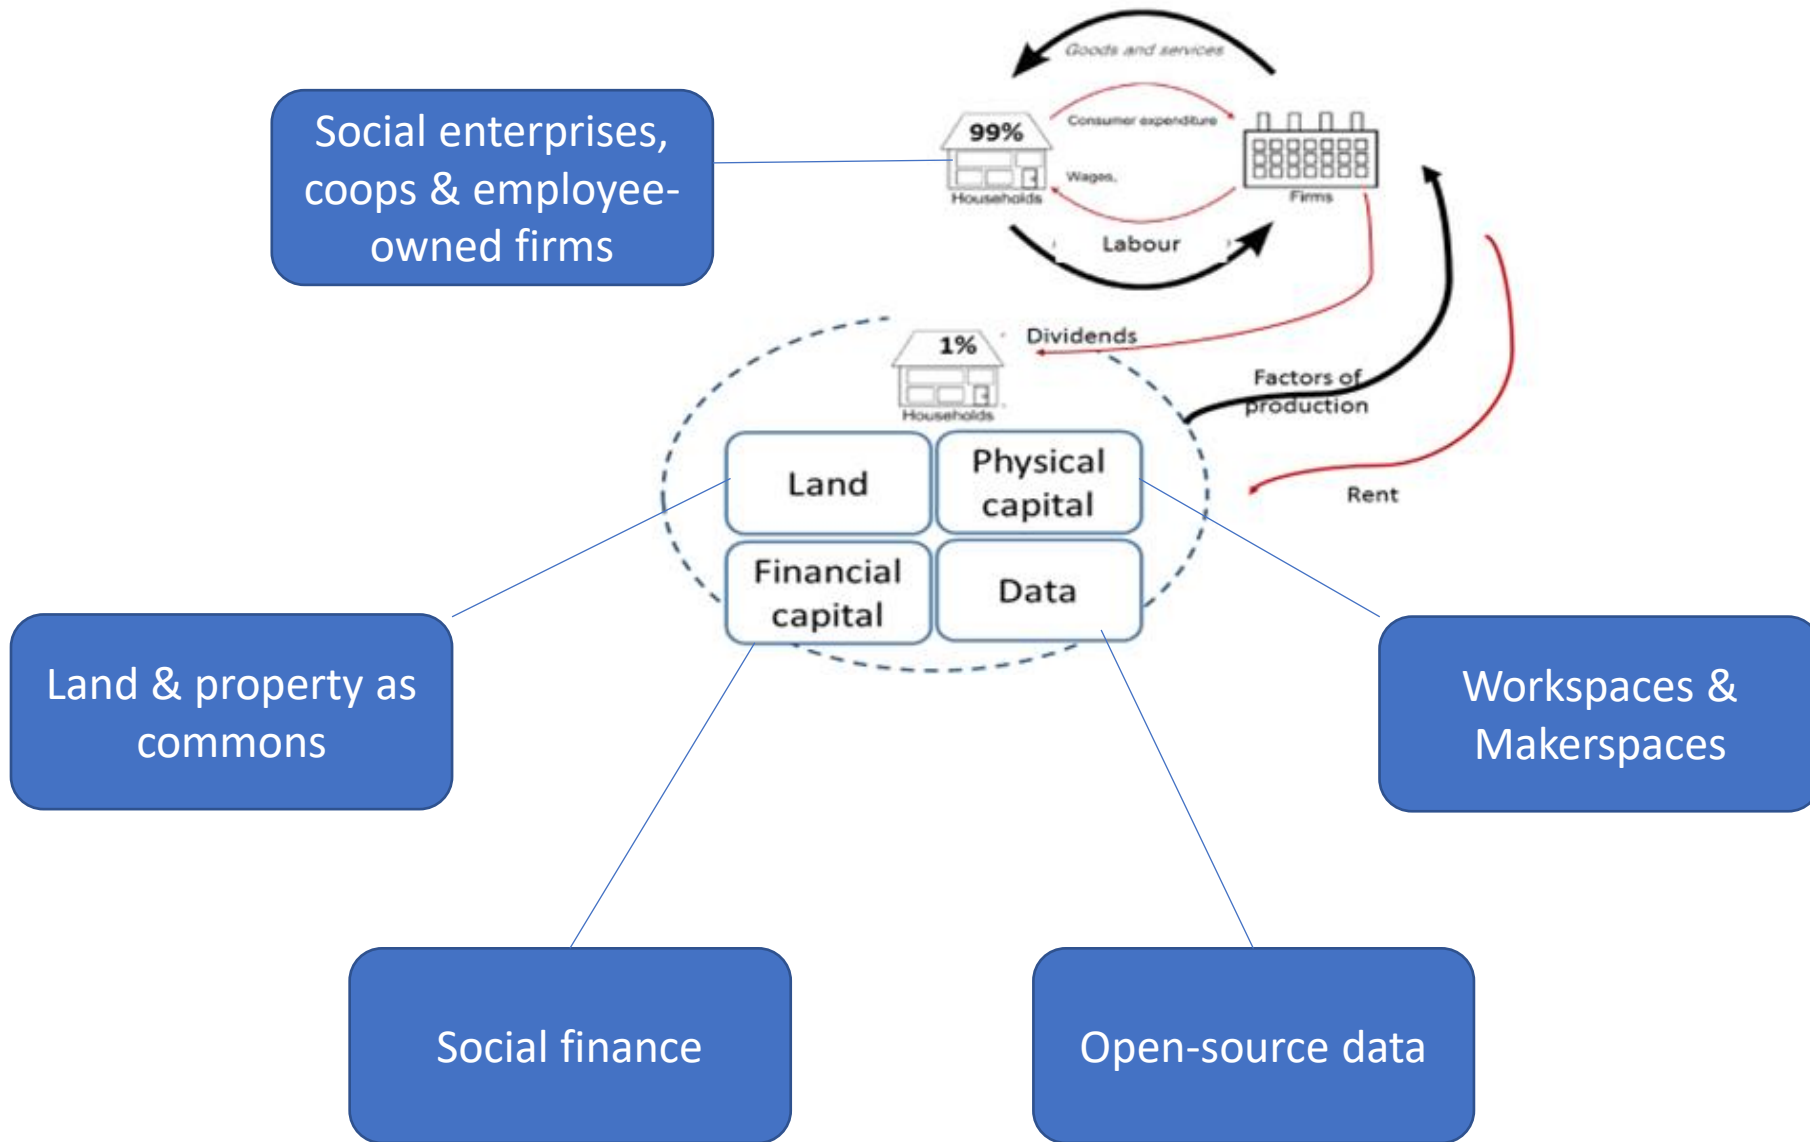 Goods and services
Social enterprises,
coops & employee-
owned firms
99%
Households
Consumer expenditure
Wages,
Firms
Labour
1%
Households
Dividends
Factors of
production
Rent
Land
Physical
capital
Financial
capital
Data
Land & property as
commons
Workspaces &
Makerspaces
Social finance
Open-source data